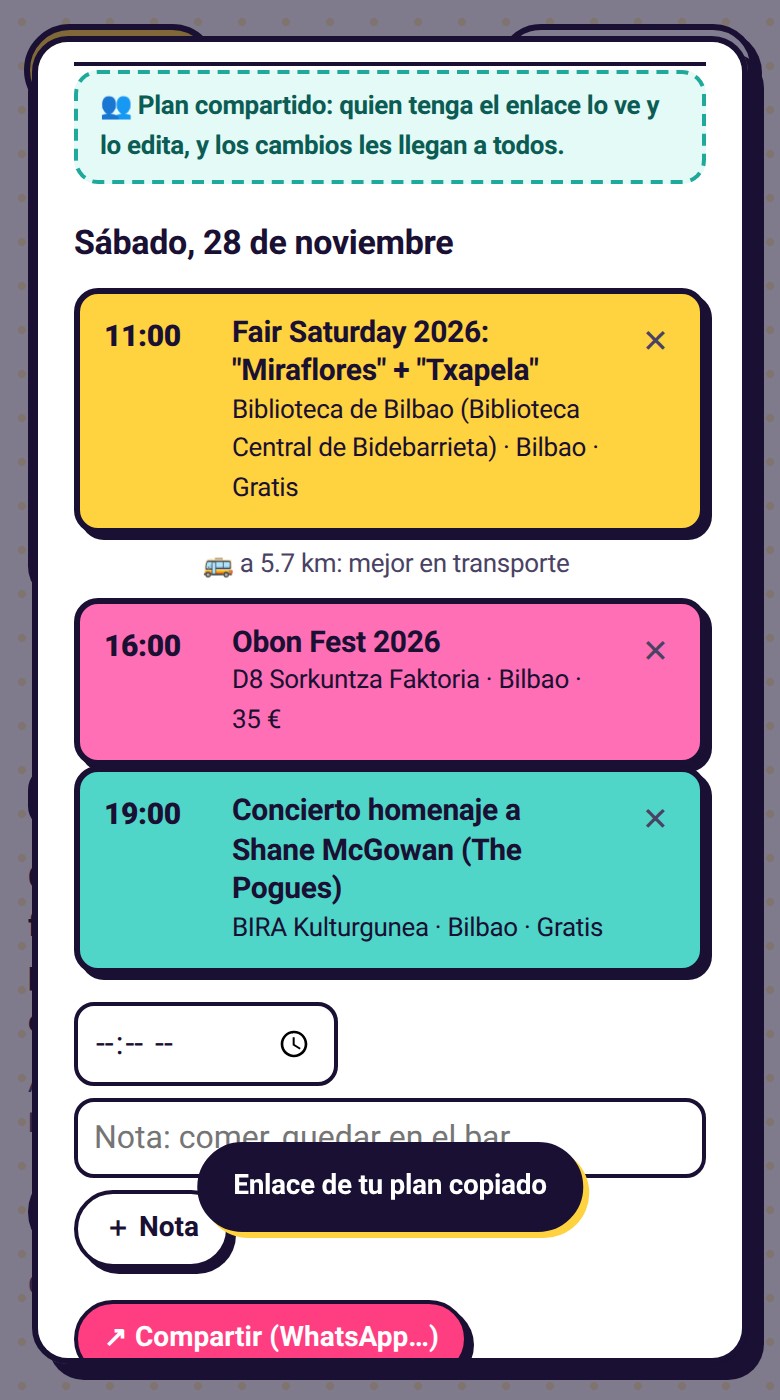 👥 Plan compartido: quien tenga el enlace lo ve y
lo edita, y los cambios les llegan a todos.
Sábado, 28 de noviembre
11:00
Fair Saturday 2026:
"Miraflores" + "Txapela"
Biblioteca de Bilbao (Biblioteca
Central de Bidebarrieta) · Bilbao ·
Gratis
✕
🚌 a 5.7 km: mejor en transporte
16:00
Obon Fest 2026
D8 Sorkuntza Faktoria · Bilbao ·
35 €
✕
19:00
Concierto homenaje a
Shane McGowan (The
Pogues)
BIRA Kulturgunea · Bilbao · Gratis
✕
--:-- --
Nota: comer, quedar en el bar
Enlace de tu plan copiado
+ Nota
↗ Compartir (WhatsApp…)